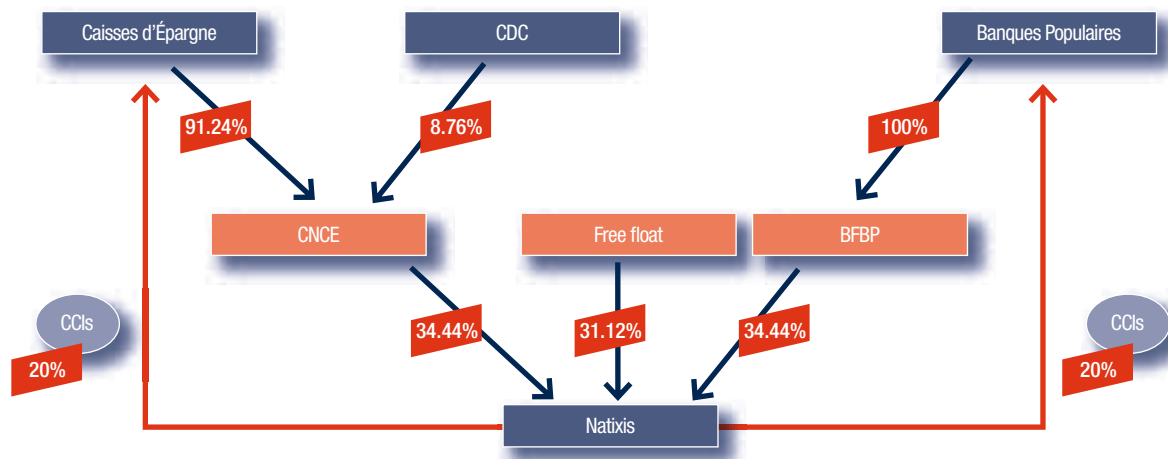 Caisses d'Épargne
CDC
Banques Populaires
91.24%
8.76%
100%
CNCE
Free float
BFBP
CCIs
20%
34.44%
31.12%
34.44%
CCIs
20%
Natixis